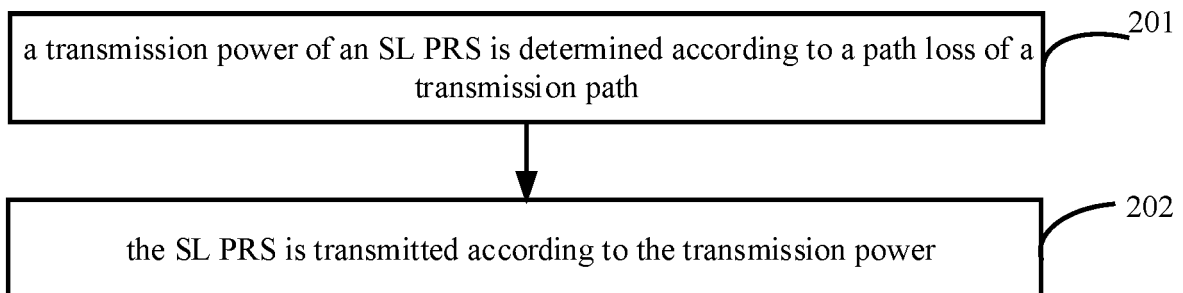 201
a transmission power of an SL PRS is determined according to a path loss of a
transmission path
202
the SL PRS is transmitted according to the transmission power